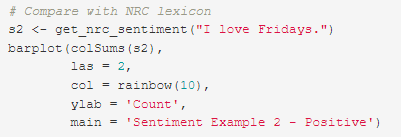 # Compare with NRC lexicon
s2 <- get_nrc_sentiment("I love Fridays.")
barplot(colSums(s2),
        las = 2,
        col = rainbow(10),
        ylab = 'Count',
        main = 'Sentiment Example 2 - Positive')